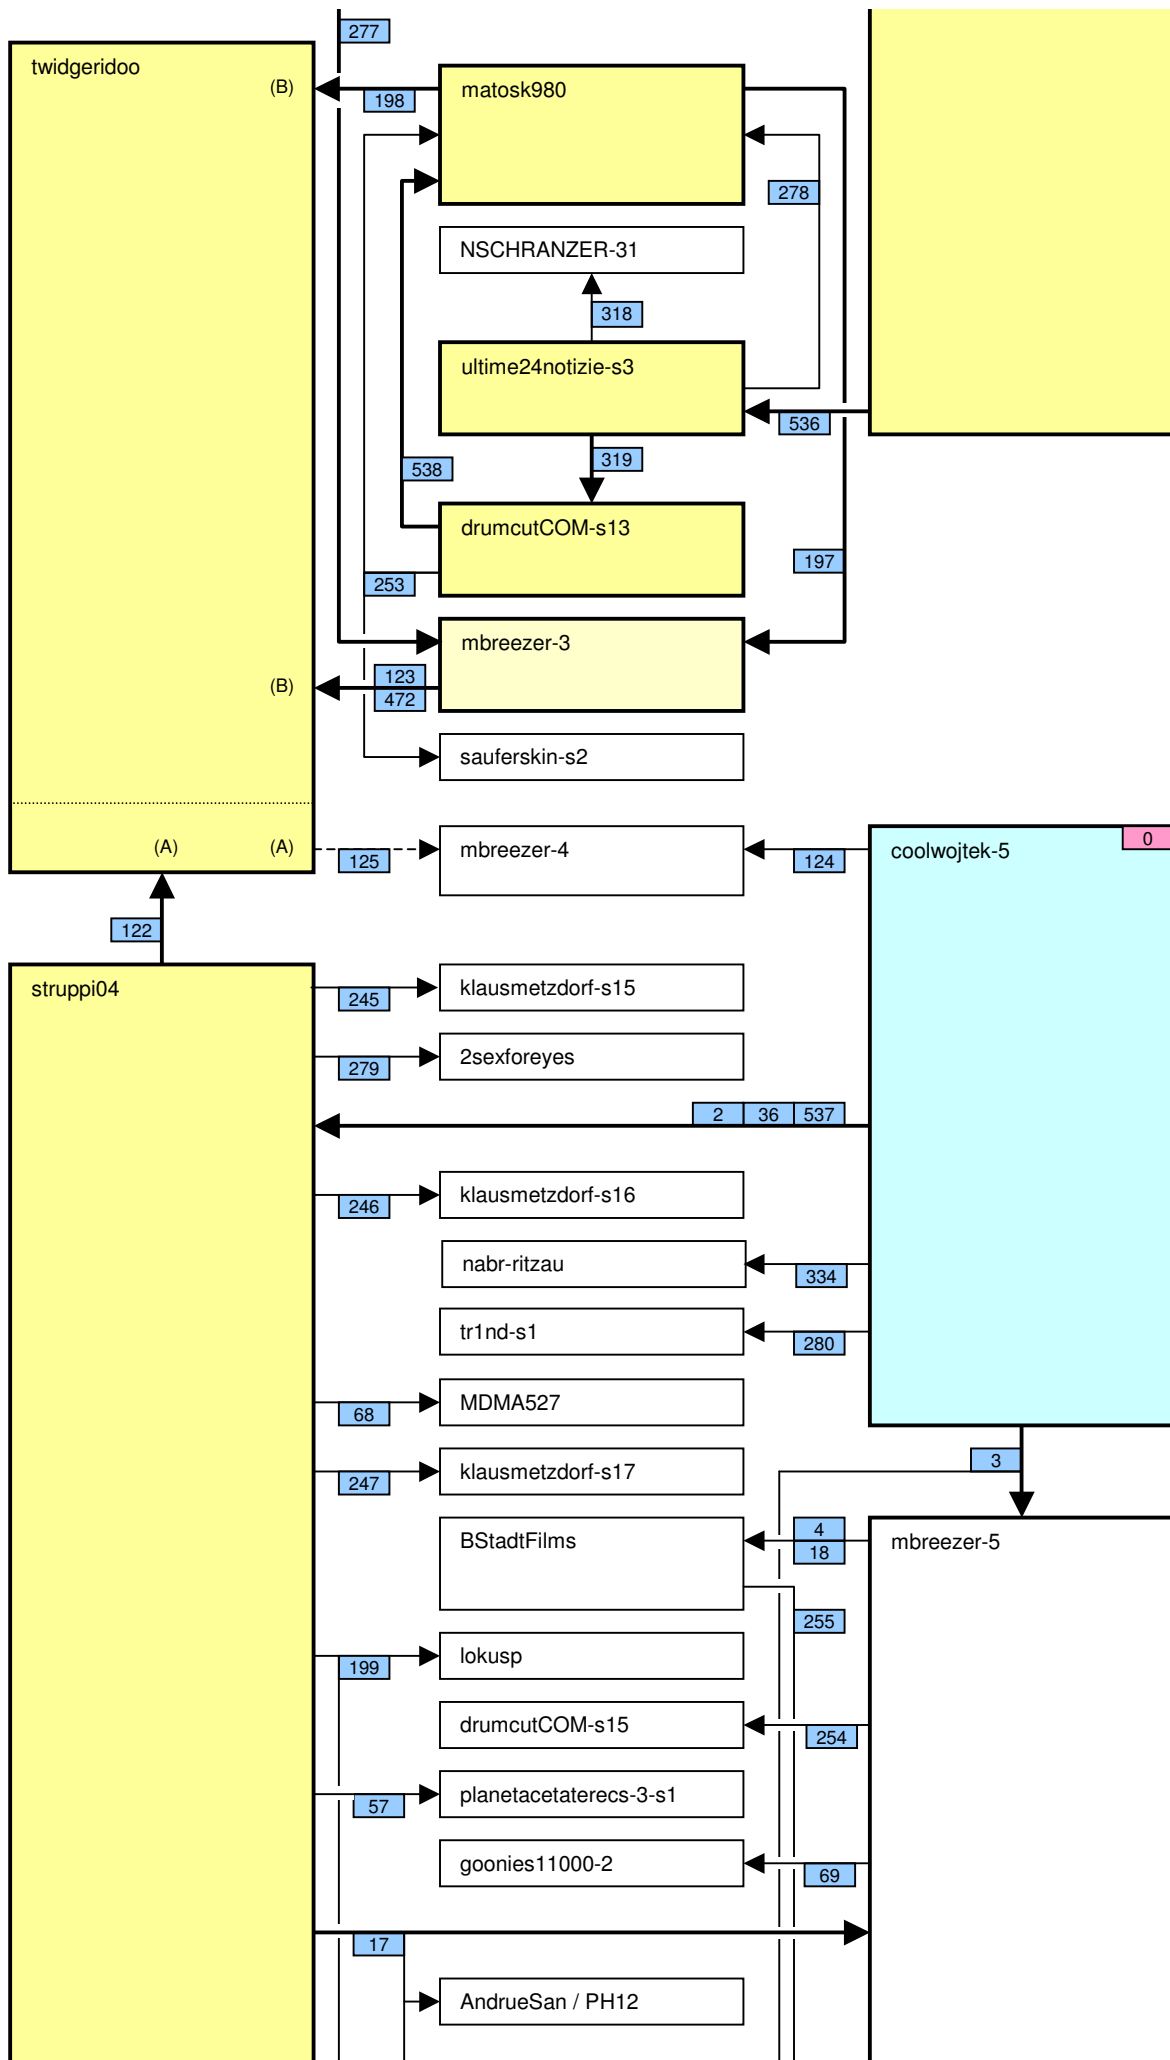 277
twidgeridoo
(B)
198
matosk980
278
NSCHRANZER-31
318
ultime24notizie-s3
536
538
319
drumcutCOM-s13
253
197
mbreezer-3
123
(B)
472
sauferskin-s2
(A)
(A)
125
mbreezer-4
124
coolwojtek-5
0
122
struppi04
245
klausmetzdorf-s15
279
2sexforeyes
2
36
537
246
klausmetzdorf-s16
nabr-ritzau
334
tr1nd-s1
280
68
MDMA527
247
klausmetzdorf-s17
3
BStadtFilms
4
18
mbreezer-5
255
199
lokusp
drumcutCOM-s15
254
57
planetacetaterecs-3-s1
goonies11000-2
69
17
AndrueSan / PH12